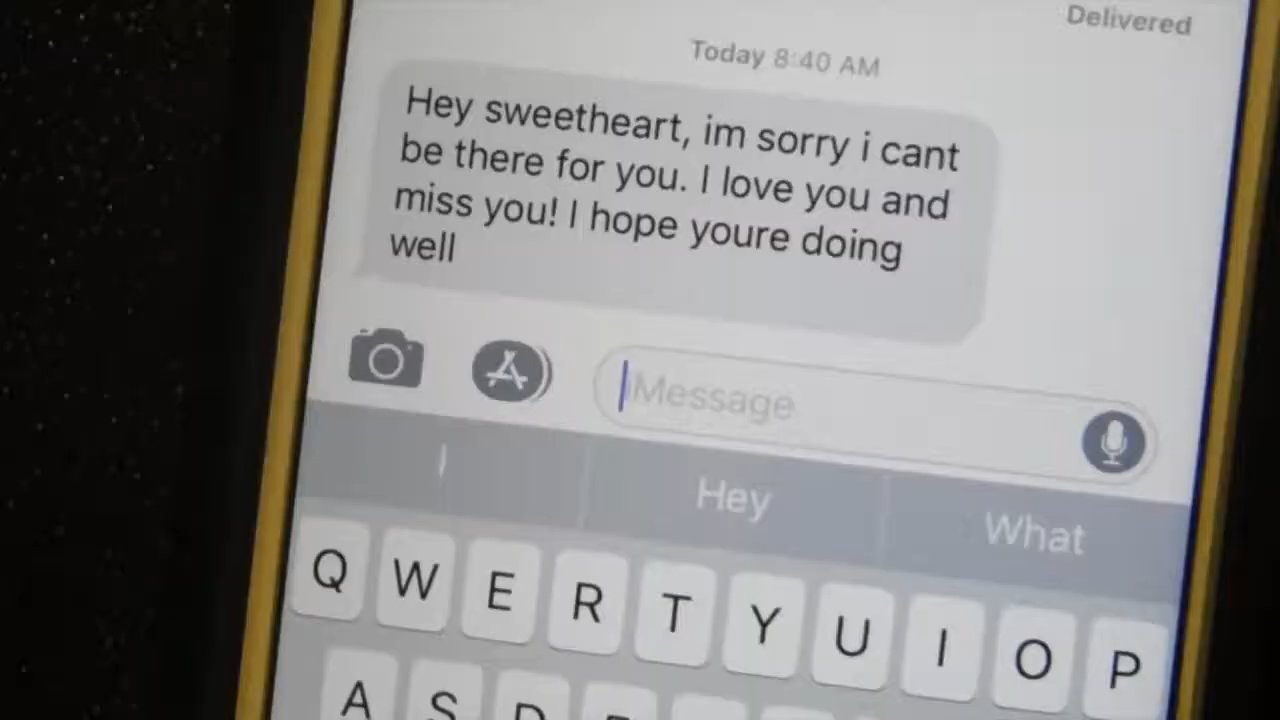 Delivered
Today 8:40 AM
Hey sweetheart, im sorry i cant
be there for you. I love you and
miss you! I hope youre doing
well
iMessage
I Hey What
Q W E R T Y U I O P
A S D